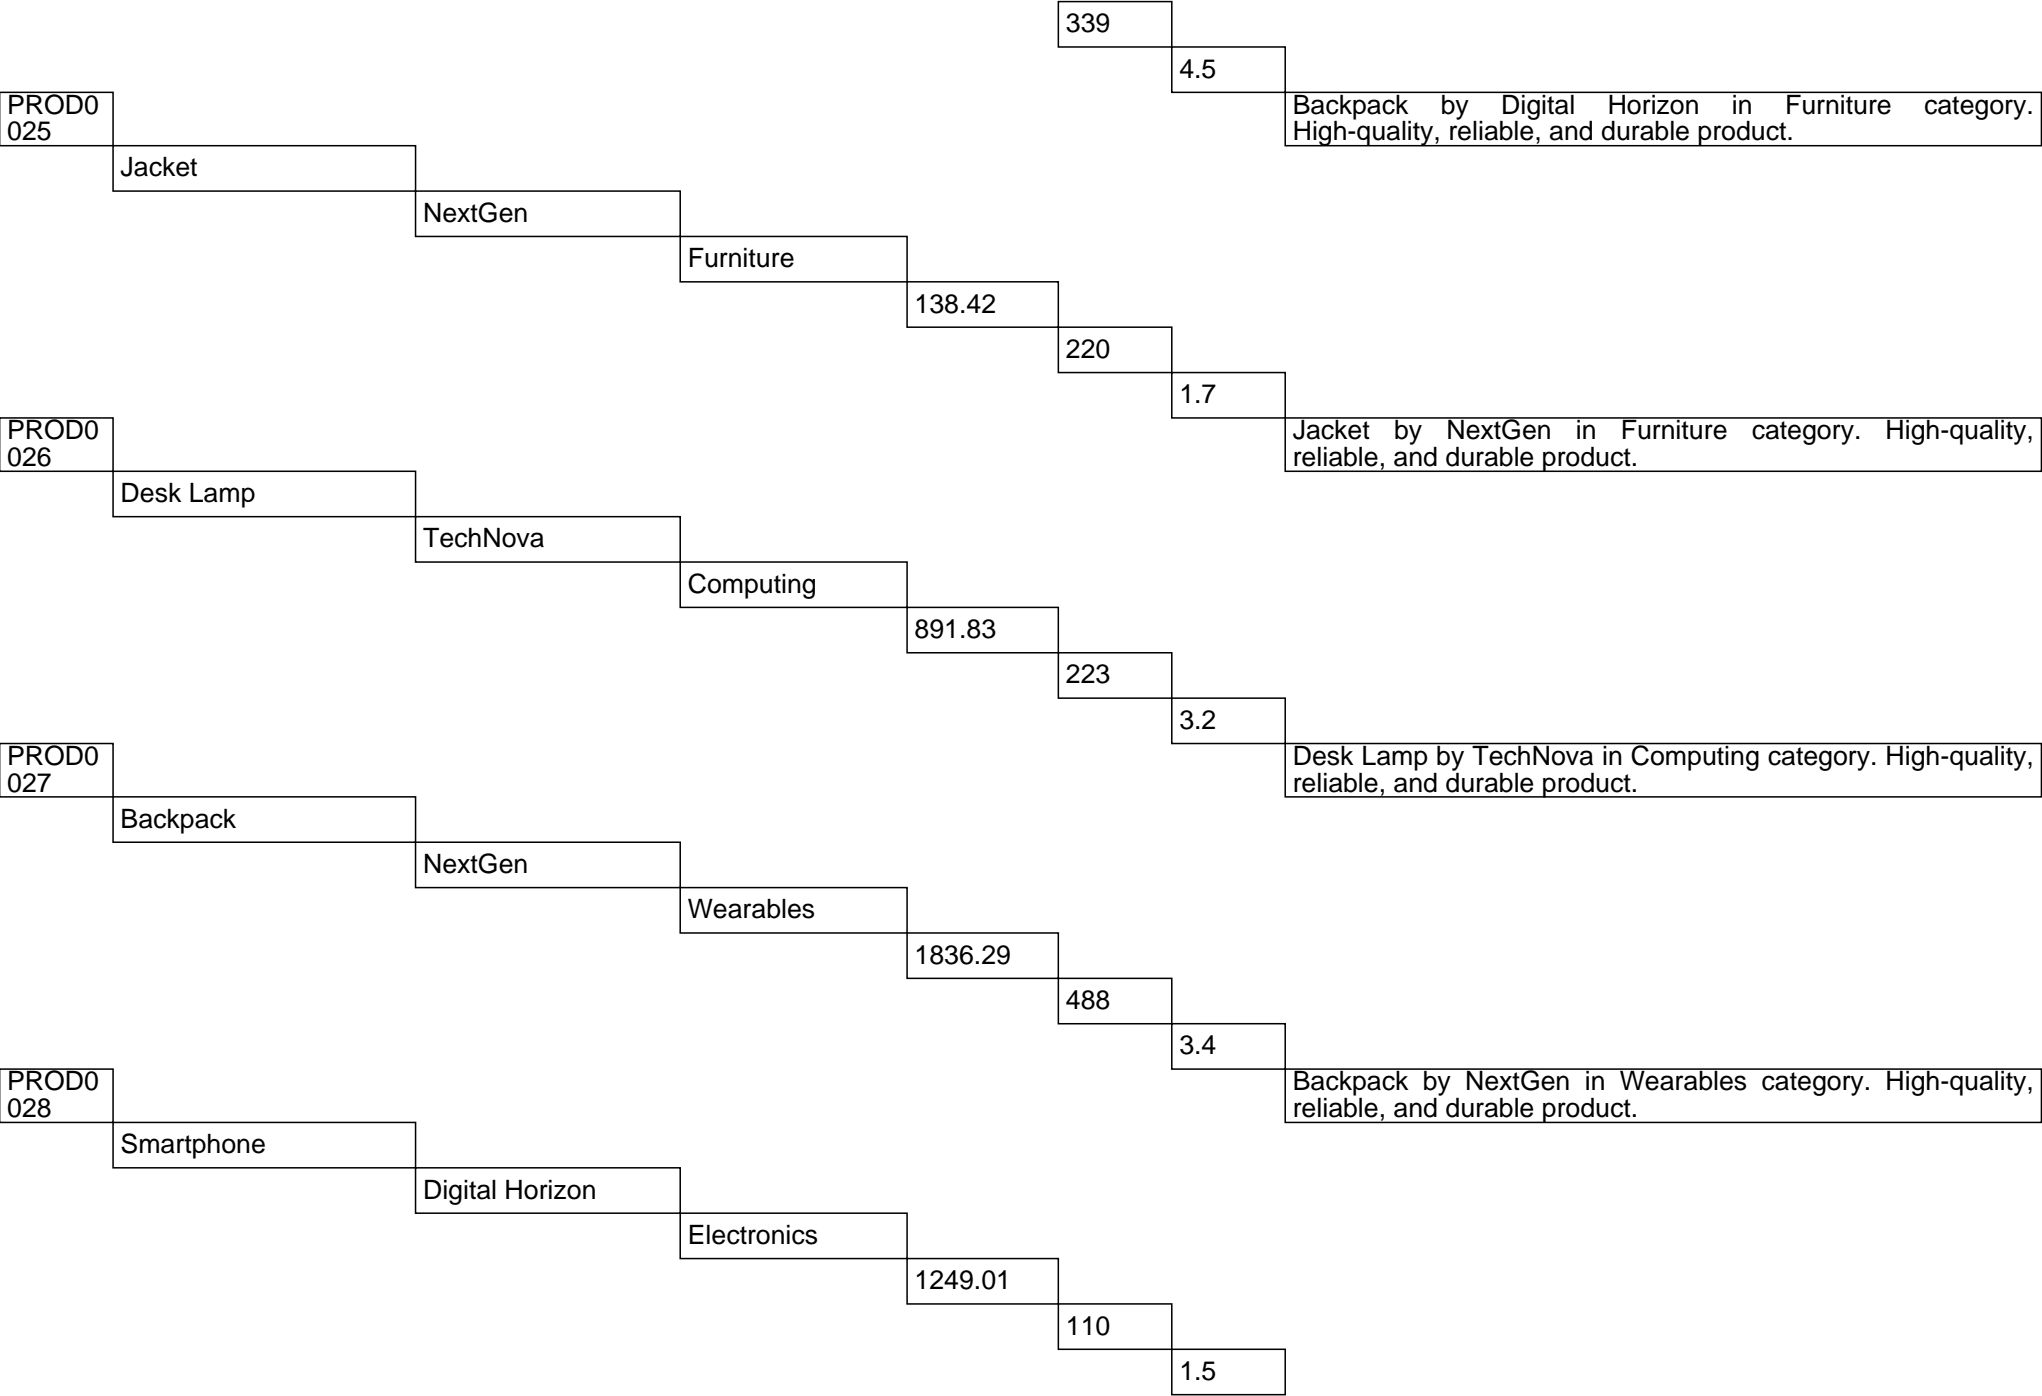 339
4.5
PROD0
025
Backpack by Digital Horizon in Furniture category.
High-quality, reliable, and durable product.
Jacket
NextGen
Furniture
138.42
220
1.7
PROD0
026
Jacket by NextGen in Furniture category. High-quality,
reliable, and durable product.
Desk Lamp
TechNova
Computing
891.83
223
3.2
PROD0
027
Desk Lamp by TechNova in Computing category. High-quality,
reliable, and durable product.
Backpack
NextGen
Wearables
1836.29
488
3.4
PROD0
028
Backpack by NextGen in Wearables category. High-quality,
reliable, and durable product.
Smartphone
Digital Horizon
Electronics
1249.01
110
1.5